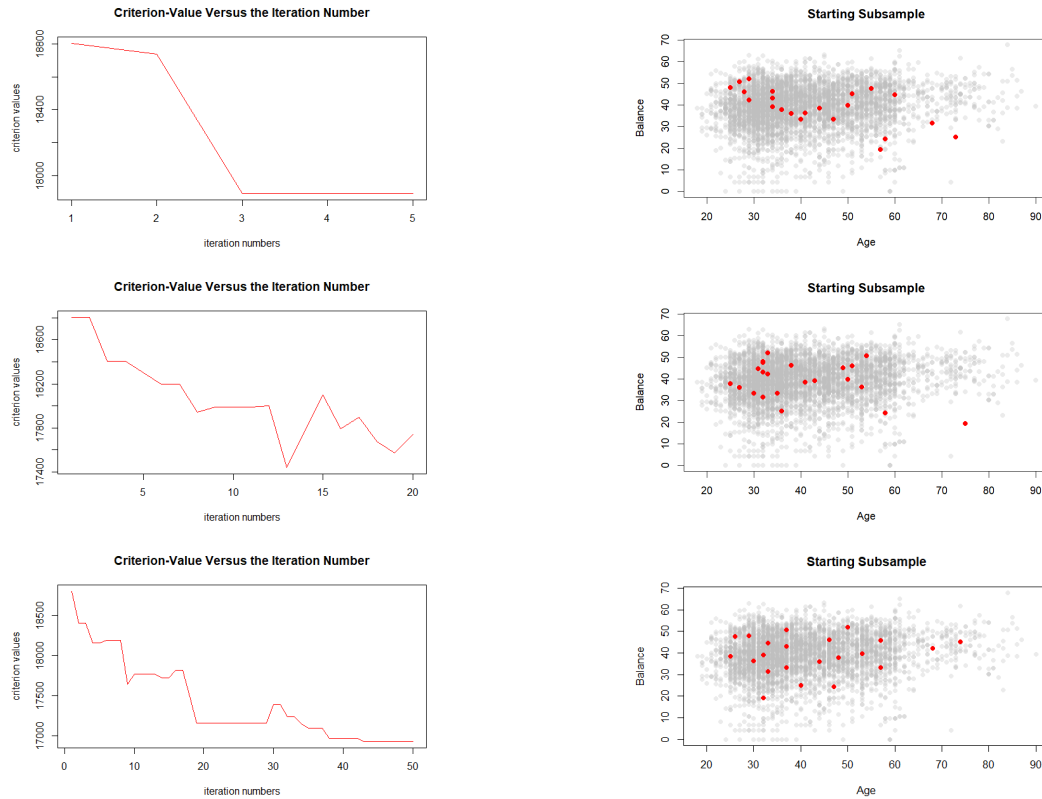 Criterion-Value Versus the Iteration Number
criterion values
18800
18400
18000
1 2 3 4 5
iteration numbers
Starting Subsample
Balance
70
60
50
40
30
20
10
0
20 30 40 50 60 70 80 90
Age
Criterion-Value Versus the Iteration Number
criterion values
18600
18200
17800
17400
5 10 15 20
iteration numbers
Starting Subsample
Balance
70
60
50
40
30
20
10
0
20 30 40 50 60 70 80 90
Age
Criterion-Value Versus the Iteration Number
criterion values
18500
18000
17500
17000
0 10 20 30 40 50
iteration numbers
Starting Subsample
Balance
70
60
50
40
30
20
10
0
20 30 40 50 60 70 80 90
Age